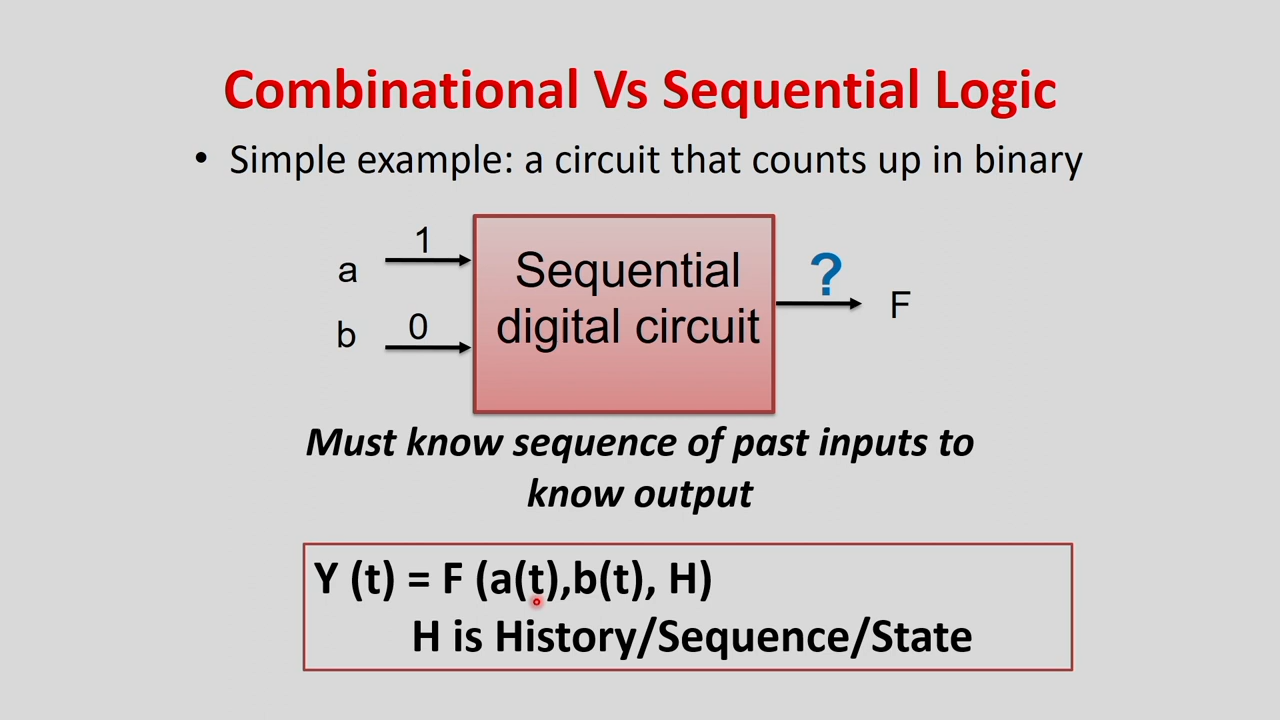 Combinational Vs Sequential Logic
• Simple example: a circuit that counts up in binary
1
a
0
b
Sequential
digital circuit
?
F
Must know sequence of past inputs to
know output
Y (t) = F (a(t),b(t), H)
H is History/Sequence/State